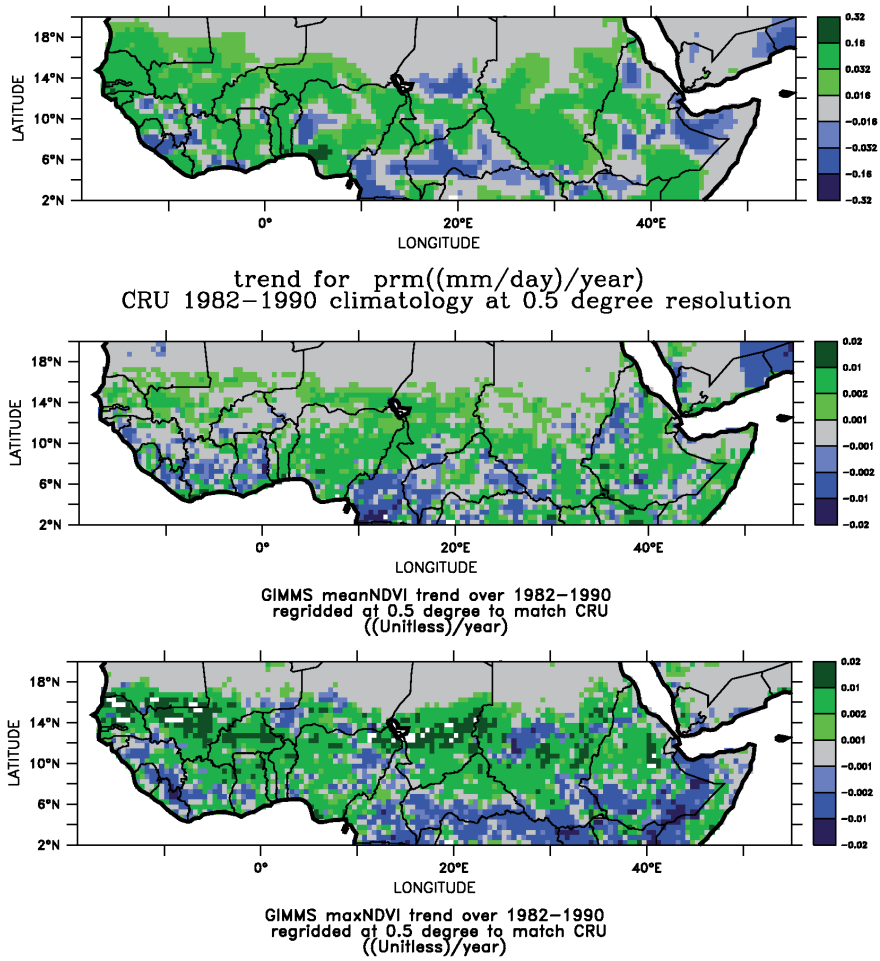 18°N
14°N
10°N
6°N
2°N
LATITUDE
0°
20°E
40°E
LONGITUDE
0.32
0.16
0.032
0.016
-0.016
-0.032
-0.16
-0.32
trend for prm((mm/day)/year)
CRU 1982-1990 climatology at 0.5 degree resolution
18°N
14°N
10°N
6°N
2°N
LATITUDE
0°
20°E
40°E
LONGITUDE
0.02
0.01
0.002
0.001
-0.001
-0.002
-0.01
-0.02
GIMMS meanNDVI trend over 1982-1990
regridded at 0.5 degree to match CRU
((Unitless)/year)
18°N
14°N
10°N
6°N
2°N
LATITUDE
0°
20°E
40°E
LONGITUDE
0.02
0.01
0.002
0.001
-0.001
-0.002
-0.01
-0.02
GIMMS maxNDVI trend over 1982-1990
regridded at 0.5 degree to match CRU
((Unitless)/year)